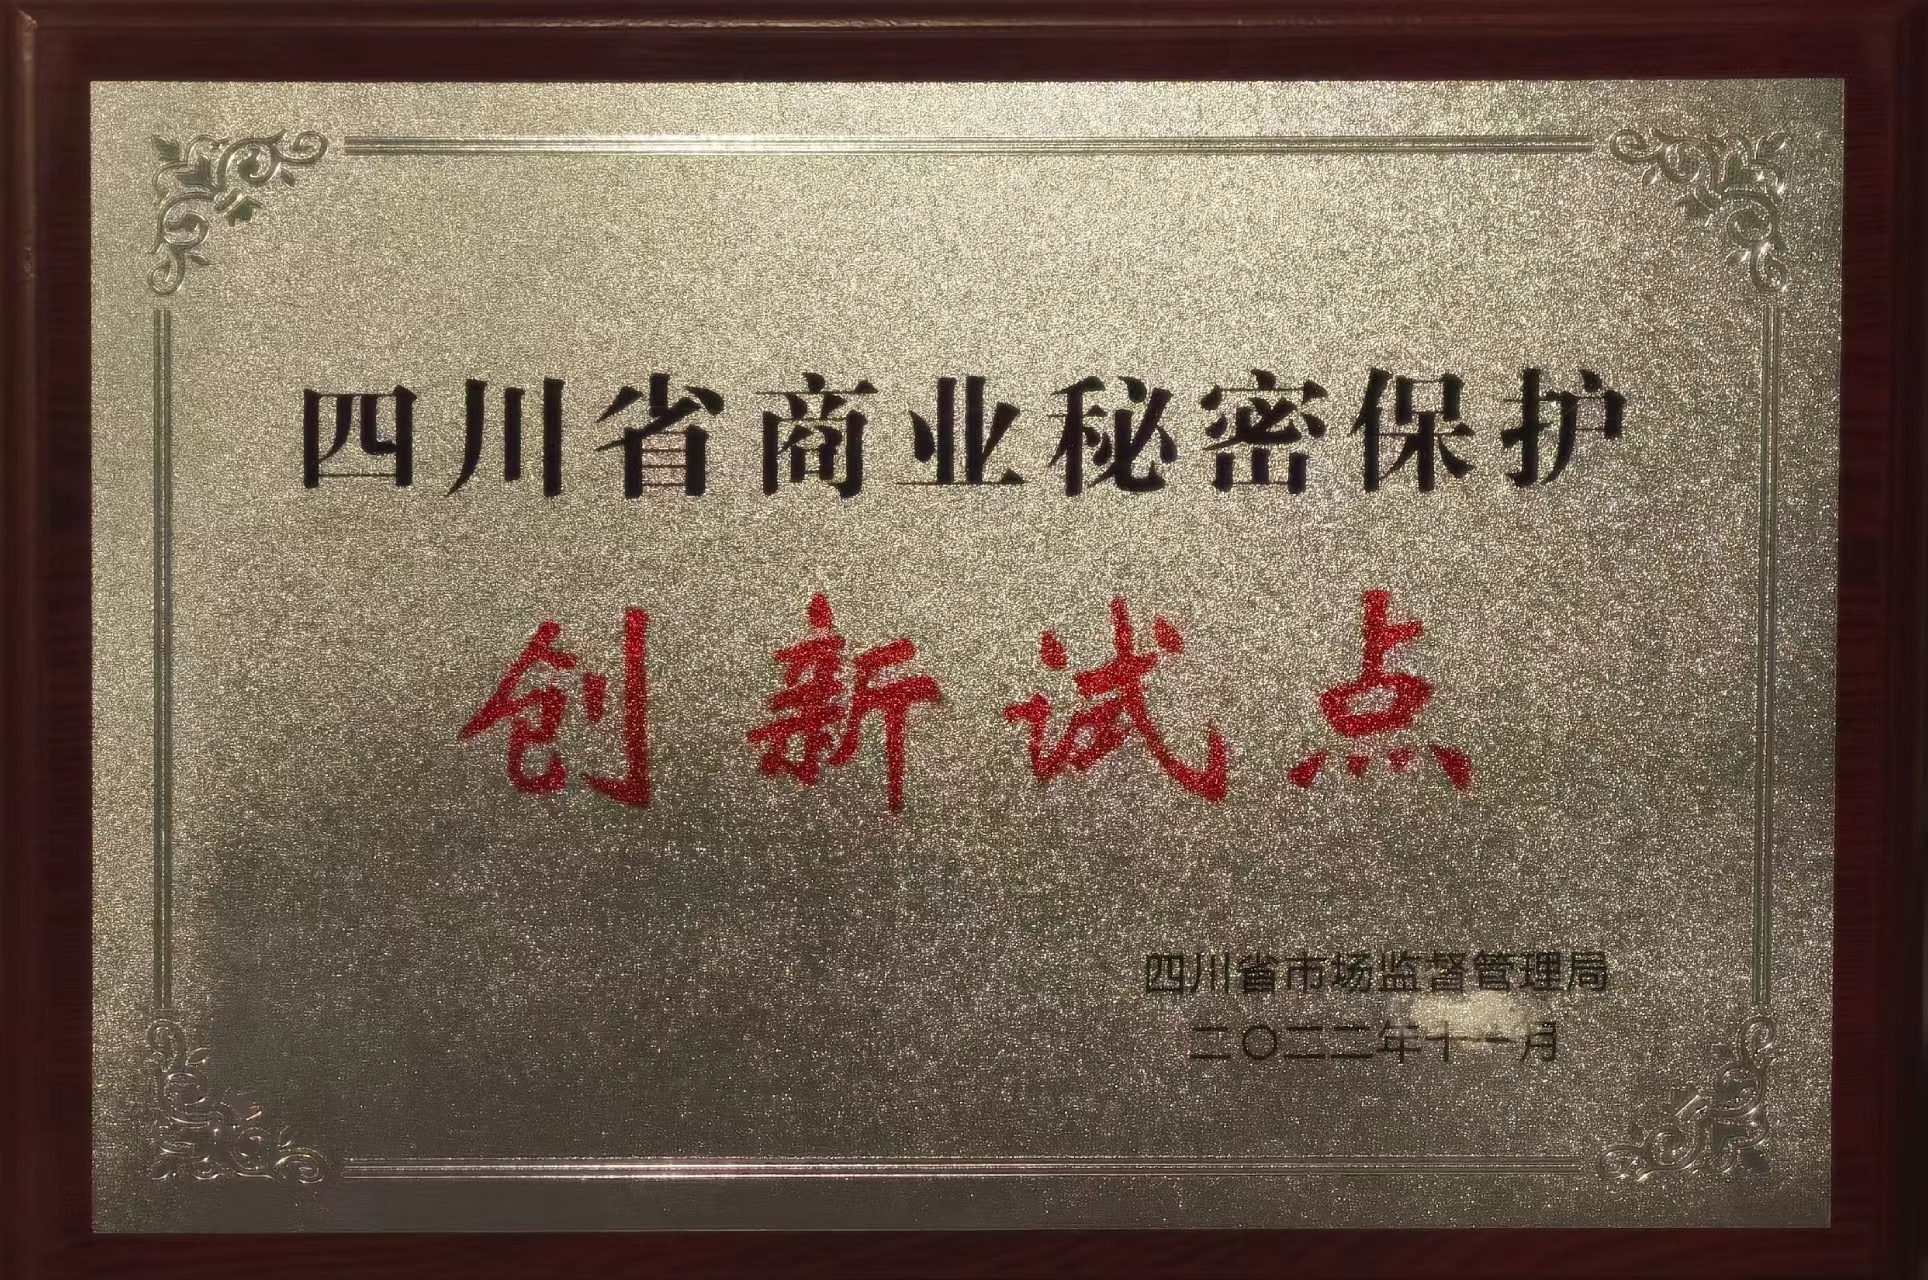 四川省商业秘密保护
创新试点
四川省市场监督管理局
二〇二二年十一月